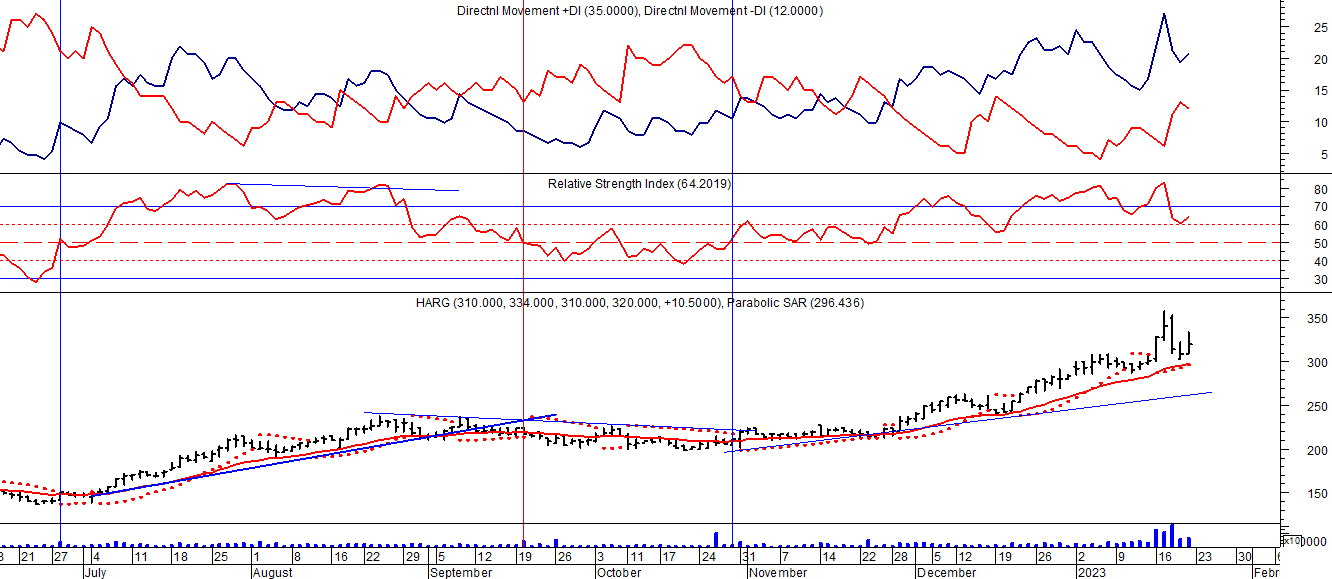 Directnl Movement +DI (35.0000), Directnl Movement -DI (12.0000)
25
20
15
10
5
Relative Strength Index (64.2019)
80
70
60
50
40
30
HARG (310.000, 334.000, 310.000, 320.000, +10.5000), Parabolic SAR (296.436)
350
300
250
200
150
x10
0000
21 27 4 11 18 25 1 8 16 22 29 5 12 19 26 3 11 17 24 31 7 14 22 28 5 12 19 26 2 9 16 23 30
July August September October November December 2023 Febr